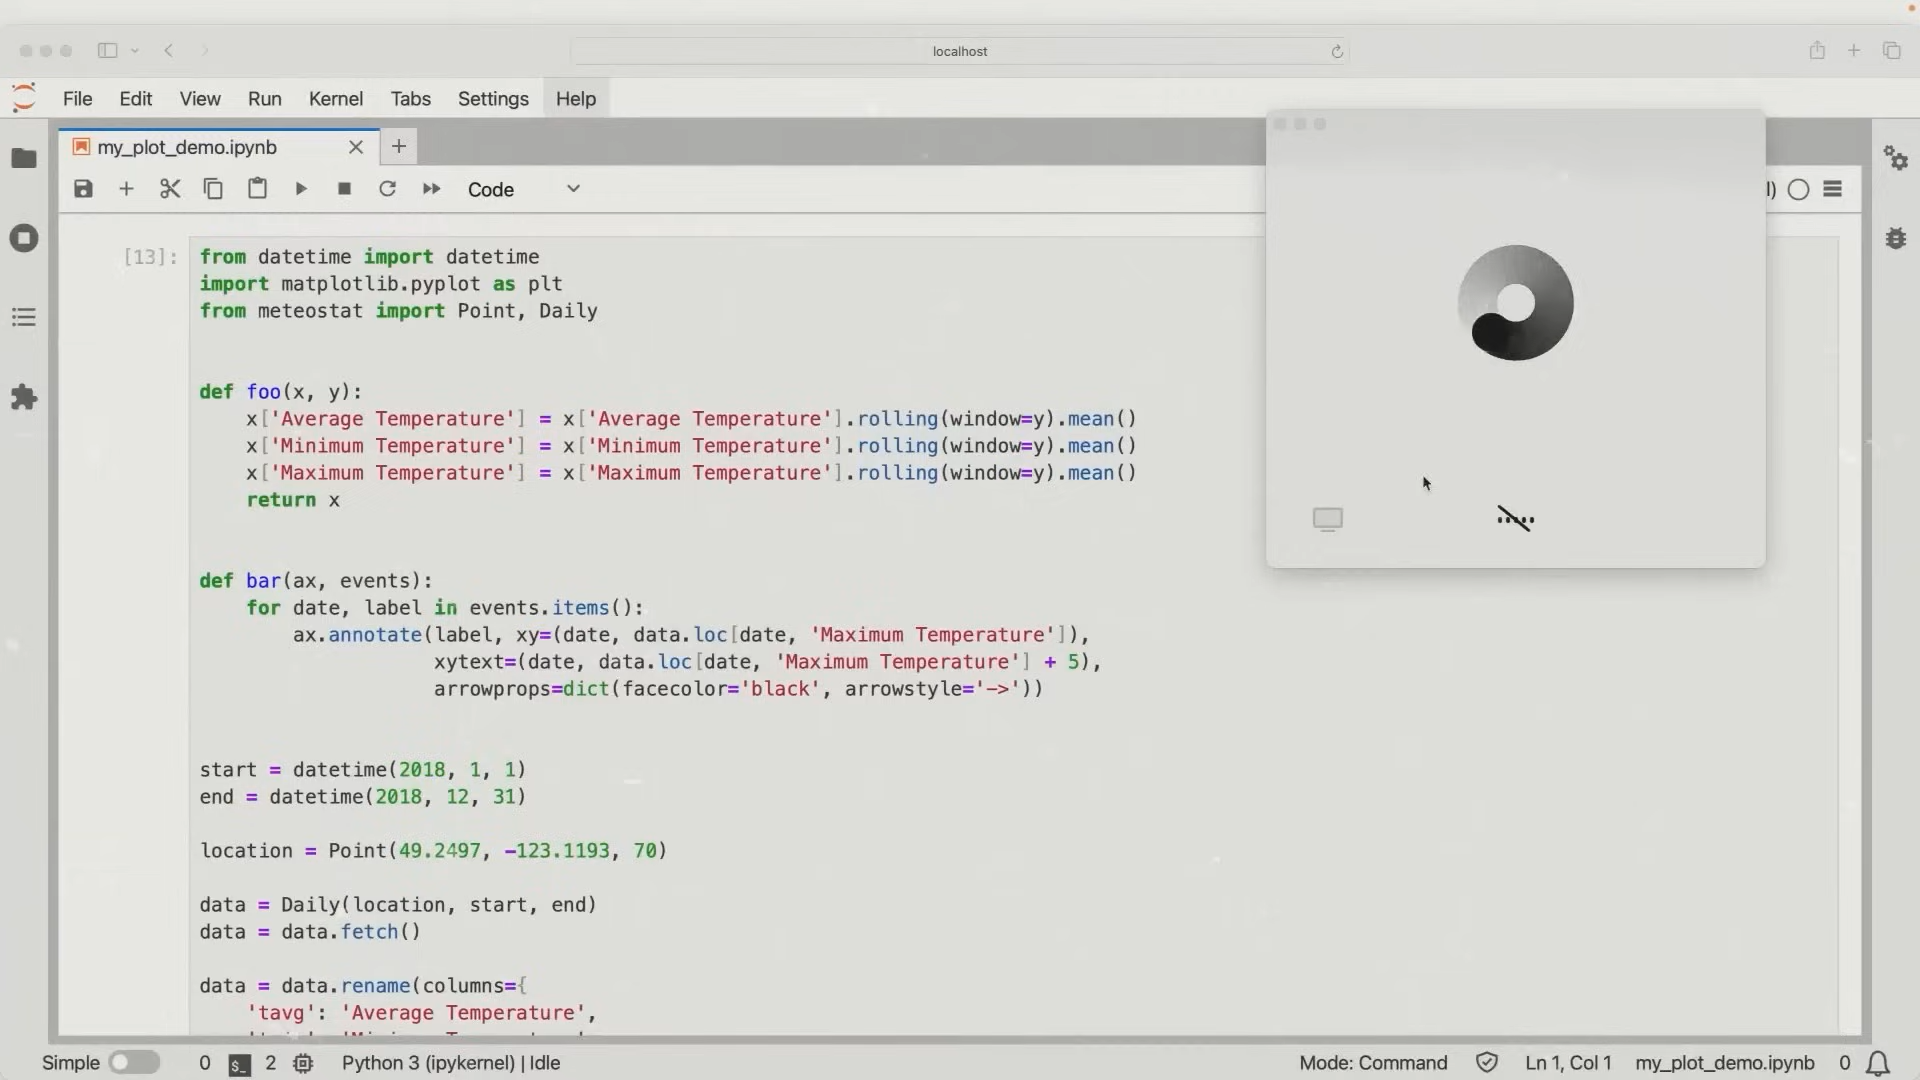 localhost
File Edit View Run Kernel Tabs Settings Help
my_plot_demo.ipynb
Code
[13]:
from datetime import datetime
import matplotlib.pyplot as plt
from meteostat import Point, Daily
def foo(x, y):
    x['Average Temperature'] = x['Average Temperature'].rolling(window=y).mean()
    x['Minimum Temperature'] = x['Minimum Temperature'].rolling(window=y).mean()
    x['Maximum Temperature'] = x['Maximum Temperature'].rolling(window=y).mean()
    return x
def bar(ax, events):
    for date, label in events.items():
        ax.annotate(label, xy=(date, data.loc[date, 'Maximum Temperature']),
                    xytext=(date, data.loc[date, 'Maximum Temperature'] + 5),
                    arrowprops=dict(facecolor='black', arrowstyle='->'))
start = datetime(2018, 1, 1)
end = datetime(2018, 12, 31)
location = Point(49.2497, -123.1193, 70)
data = Daily(location, start, end)
data = data.fetch()
data = data.rename(columns={
    'tavg': 'Average Temperature',
Simple 0 $_ 2 Python 3 (ipykernel) | Idle Mode: Command Ln 1, Col 1 my_plot_demo.ipynb 0